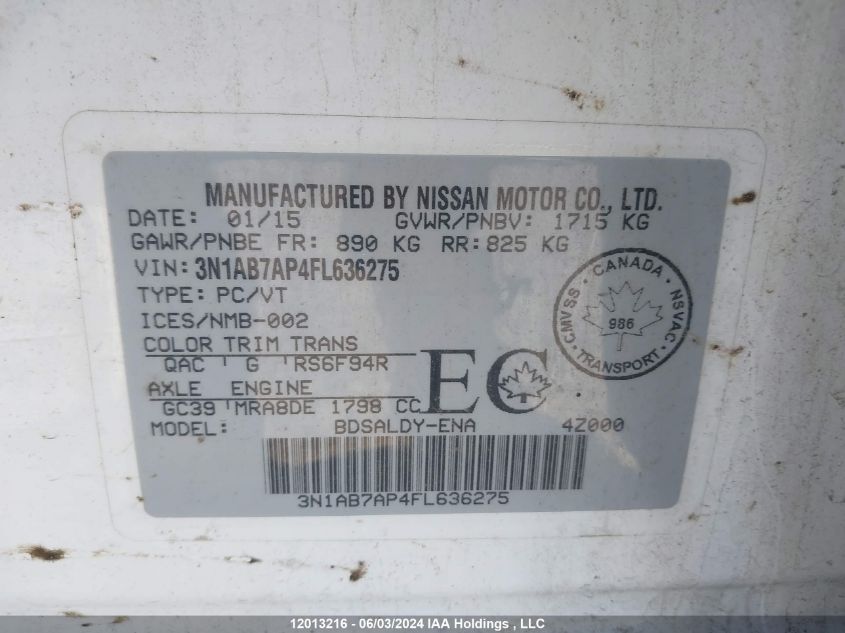 MANUFACTURED BY NISSAN MOTOR CO., LTD.
DATE: 01/15 GVWR/PNBV: 1715 KG
GAWR/PNBE FR: 890 KG RR: 825 KG
VIN: 3N1AB7AP4FL636275
TYPE: PC/VT
ICES/NMB-002
COLOR TRIM TRANS
QAC G RS6F94R
AXLE ENGINE
GC39 MRA8DE 1798 CC
EC
CANADA
CMVSS
NSVAC
986
TRANSPORT
MODEL: BDSALDY-ENA 4Z000
3N1AB7AP4FL636275
12013216 - 06/03/2024 IAA Holdings , LLC